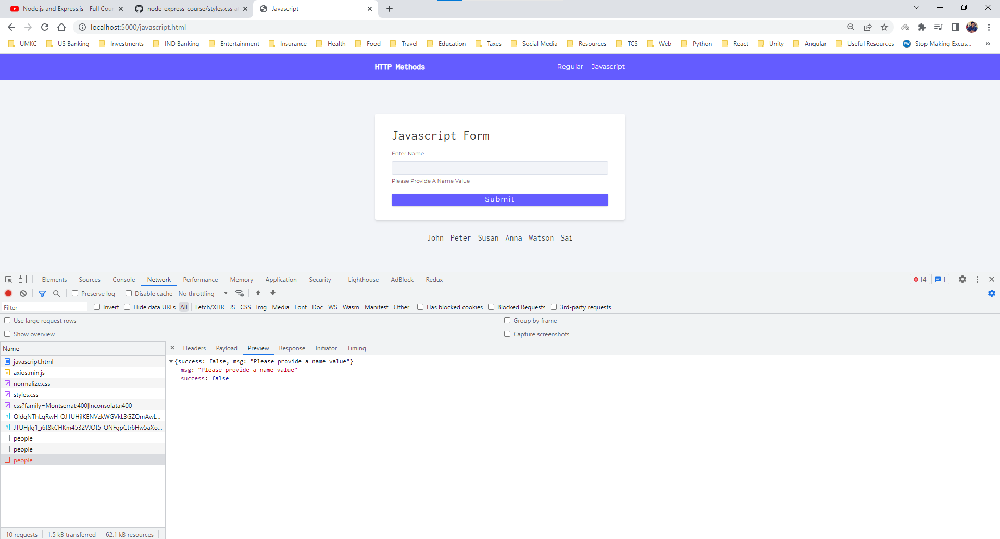 Node.js and Express.js - Full Cour
node-express-course/styles.css a
Javascript
localhost:5000/javascript.html
UMKC US Banking Investments IND Banking Entertainment Insurance Health Food Travel Education Taxes Social Media Resources TCS Web Python React Unity Angular Useful Resources FW Stop Making Excus... »
HTTP Methods Regular Javascript
Javascript Form
Enter Name
Please Provide A Name Value
Submit
John Peter Susan Anna Watson Sai
Elements Sources Console Network Performance Memory Application Security Lighthouse AdBlock Redux 14 1
Preserve log Disable cache No throttling
Filter Invert Hide data URLs All Fetch/XHR JS CSS Img Media Font Doc WS Wasm Manifest Other Has blocked cookies Blocked Requests 3rd-party requests
Use large request rows Group by frame
Show overview Capture screenshots
Name
Headers Payload Preview Response Initiator Timing
javascript.html
axios.min.js
normalize.css
styles.css
css?family=Montserrat:400|Inconsolata:400
QldgNThLqRwH-OJ1UHjlKENVzkWGVkL3GZQmAwL...
JTUHjIg1_i6t8kCHKm4532VJOt5-QNFgpCtr6Hw5aXo...
people
people
people
{success: false, msg: "Please provide a name value"}
msg: "Please provide a name value"
success: false
10 requests 1.5 kB transferred 62.1 kB resources